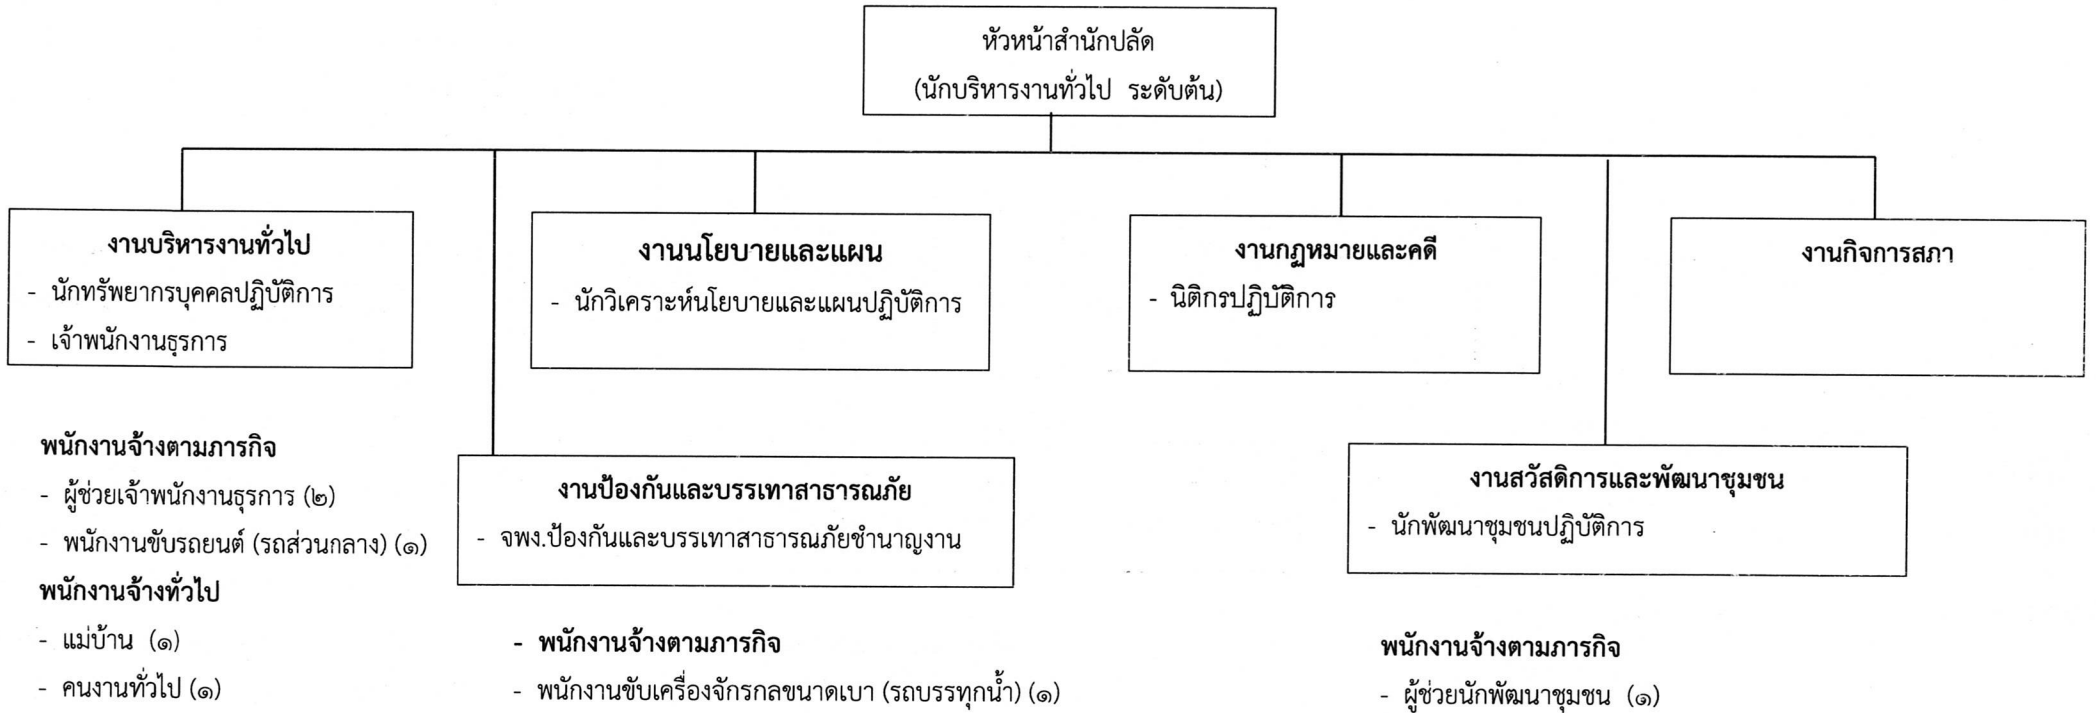 หัวหน้าสำนักปลัด
(นักบริหารงานทั่วไป ระดับต้น)
งานบริหารงานทั่วไป
- นักทรัพยากรบุคคลปฏิบัติการ
- เจ้าพนักงานธุรการ
งานนโยบายและแผน
- นักวิเคราะห์นโยบายและแผนปฏิบัติการ
งานกฎหมายและคดี
- นิติกรปฏิบัติการ
งานกิจการสภา
พนักงานจ้างตามภารกิจ
- ผู้ช่วยเจ้าพนักงานธุรการ (๒)
- พนักงานขับรถยนต์ (รถส่วนกลาง) (๑)
พนักงานจ้างทั่วไป
- แม่บ้าน (๑)
- คนงานทั่วไป (๑)
งานป้องกันและบรรเทาสาธารณภัย
- จพง.ป้องกันและบรรเทาสาธารณภัยชำนาญงาน
- พนักงานจ้างตามภารกิจ
- พนักงานขับเครื่องจักรกลขนาดเบา (รถบรรทุกน้ำ) (๑)
งานสวัสดิการและพัฒนาชุมชน
- นักพัฒนาชุมชนปฏิบัติการ
พนักงานจ้างตามภารกิจ
- ผู้ช่วยนักพัฒนาชุมชน (๑)